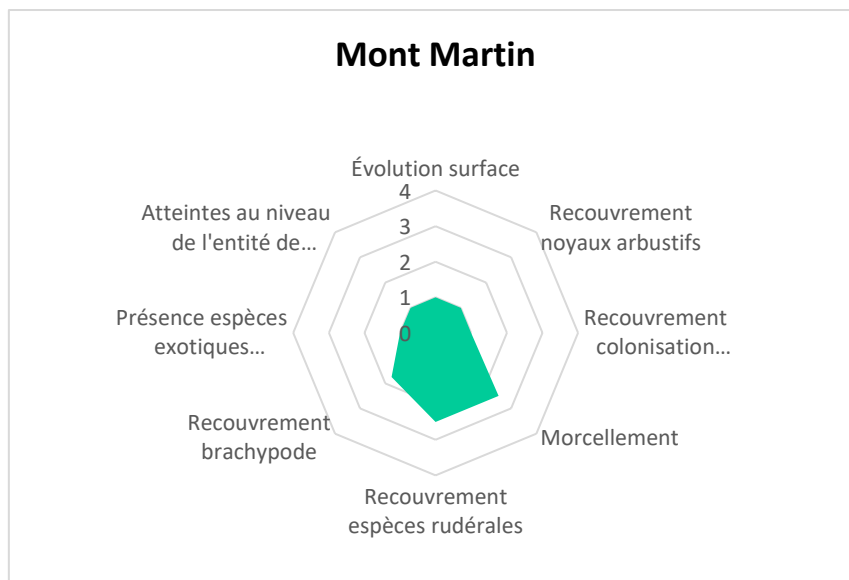 Mont Martin
Évolution surface
Recouvrement
noyaux arbustifs
Recouvrement
colonisation...
Morcellement
Recouvrement
espèces rudérales
Recouvrement
brachypode
Présence espèces
exotiques...
Atteintes au niveau
de l'entité de...
4
3
2
1
0